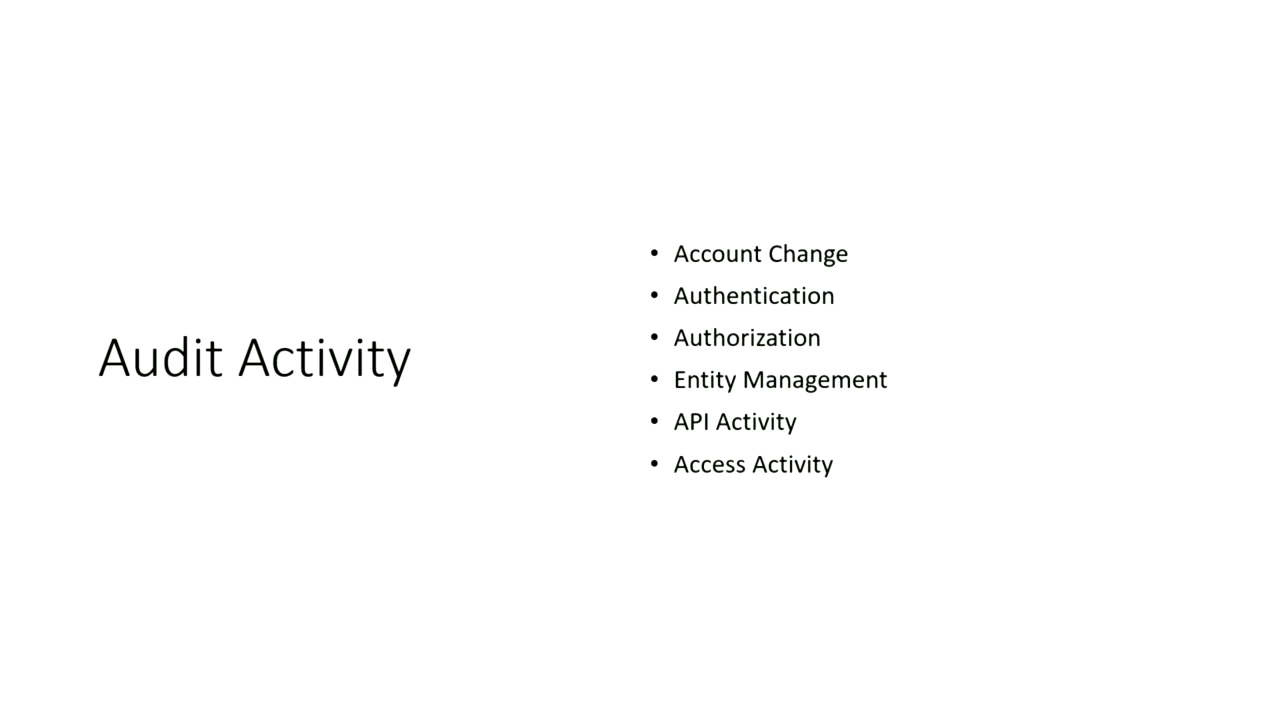 Audit Activity
• Account Change
• Authentication
• Authorization
• Entity Management
• API Activity
• Access Activity